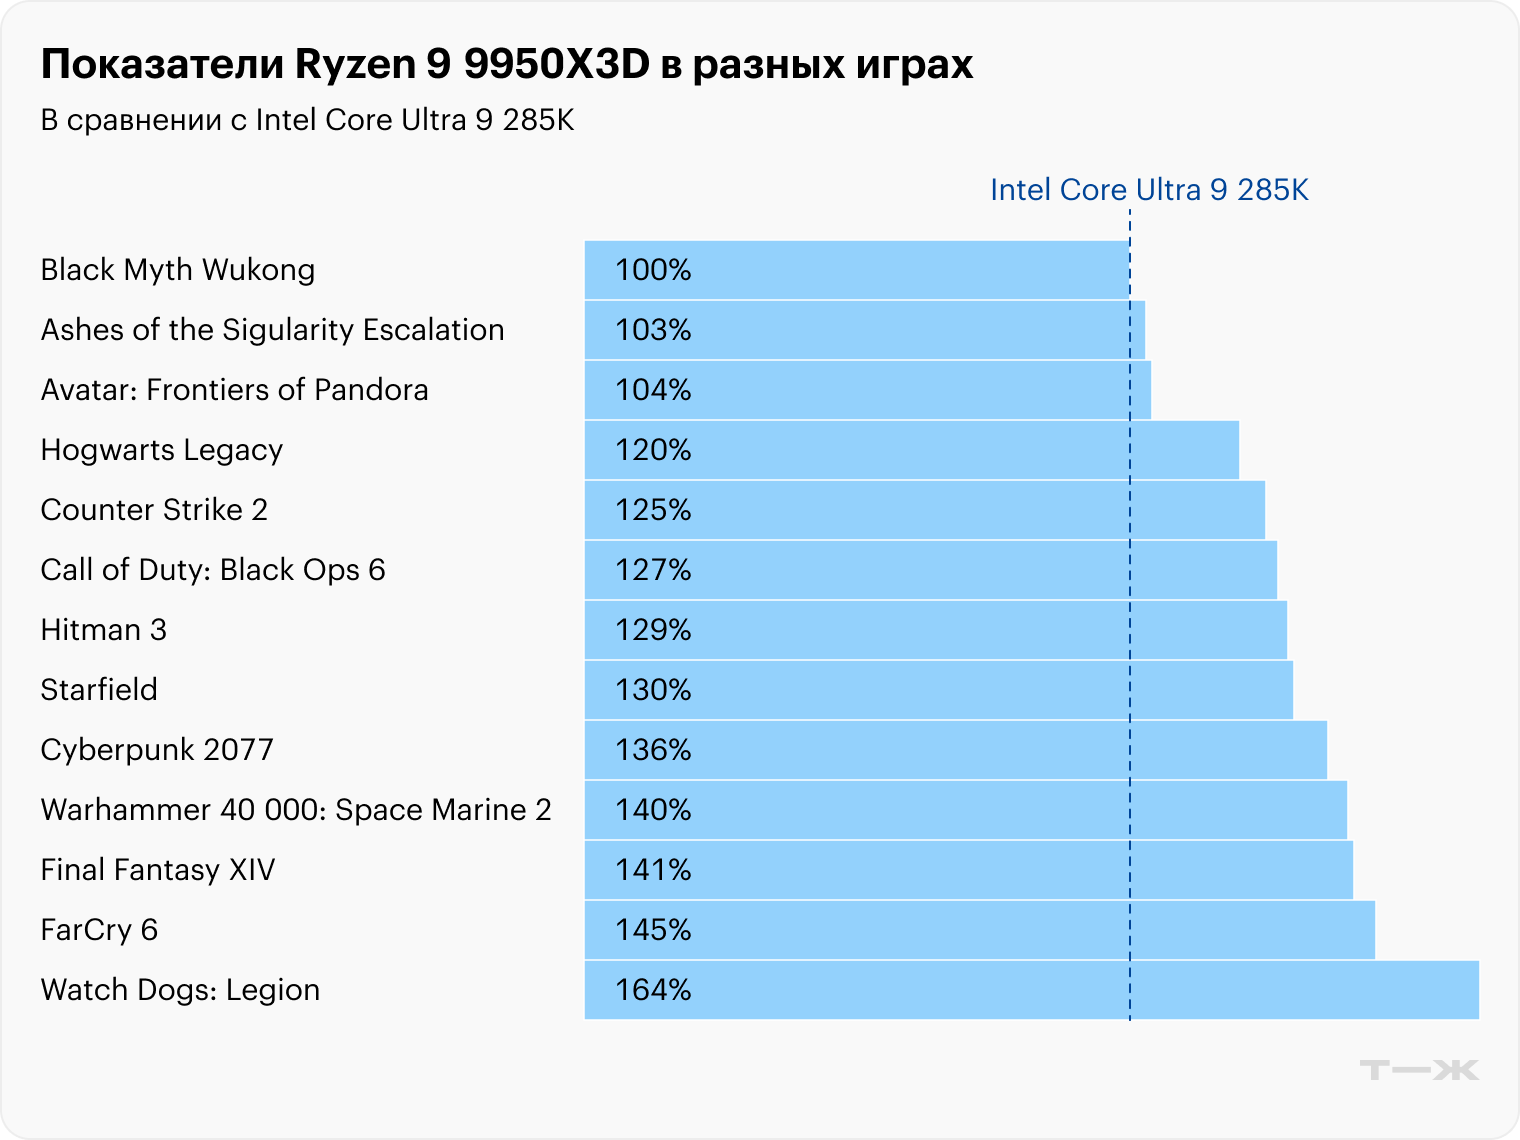 Показатели Ryzen 9 9950X3D в разных играх
В сравнении с Intel Core Ultra 9 285K
Intel Core Ultra 9 285K
Black Myth Wukong 100%
Ashes of the Sigularity Escalation 103%
Avatar: Frontiers of Pandora 104%
Hogwarts Legacy 120%
Counter Strike 2 125%
Call of Duty: Black Ops 6 127%
Hitman 3 129%
Starfield 130%
Cyberpunk 2077 136%
Warhammer 40 000: Space Marine 2 140%
Final Fantasy XIV 141%
FarCry 6 145%
Watch Dogs: Legion 164%
Т—Ж